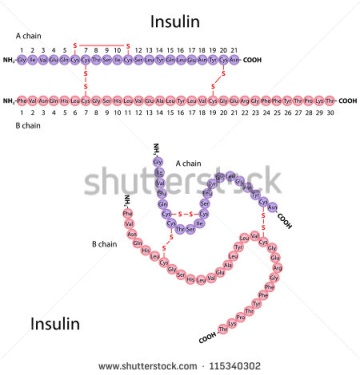 Insulin
A chain
1 2 3 4 5 6 7 8 9 10 11 12 13 14 15 16 17 18 19 20 21
S S
NH₂ Gly Ile Val Glu Gln Cys Cys Thr Ser Ile Cys Ser Leu Tyr Gln Leu Glu Asn Tyr Cys Asn COOH
S S
S S
NH₂ Phe Val Asn Gln His Leu Cys Gly Ser His Leu Val Glu Ala Leu Tyr Leu Val Cys Gly Glu Arg Gly Phe Phe Tyr Thr Pro Lys Thr COOH
1 2 3 4 5 6 7 8 9 10 11 12 13 14 15 16 17 18 19 20 21 22 23 24 25 26 27 28 29 30
B chain
NH₂
A chain
shutterstock
NH₂
S S
S
S
COOH
B chain
S
S
Insulin
COOH
www.shutterstock.com · 115340302